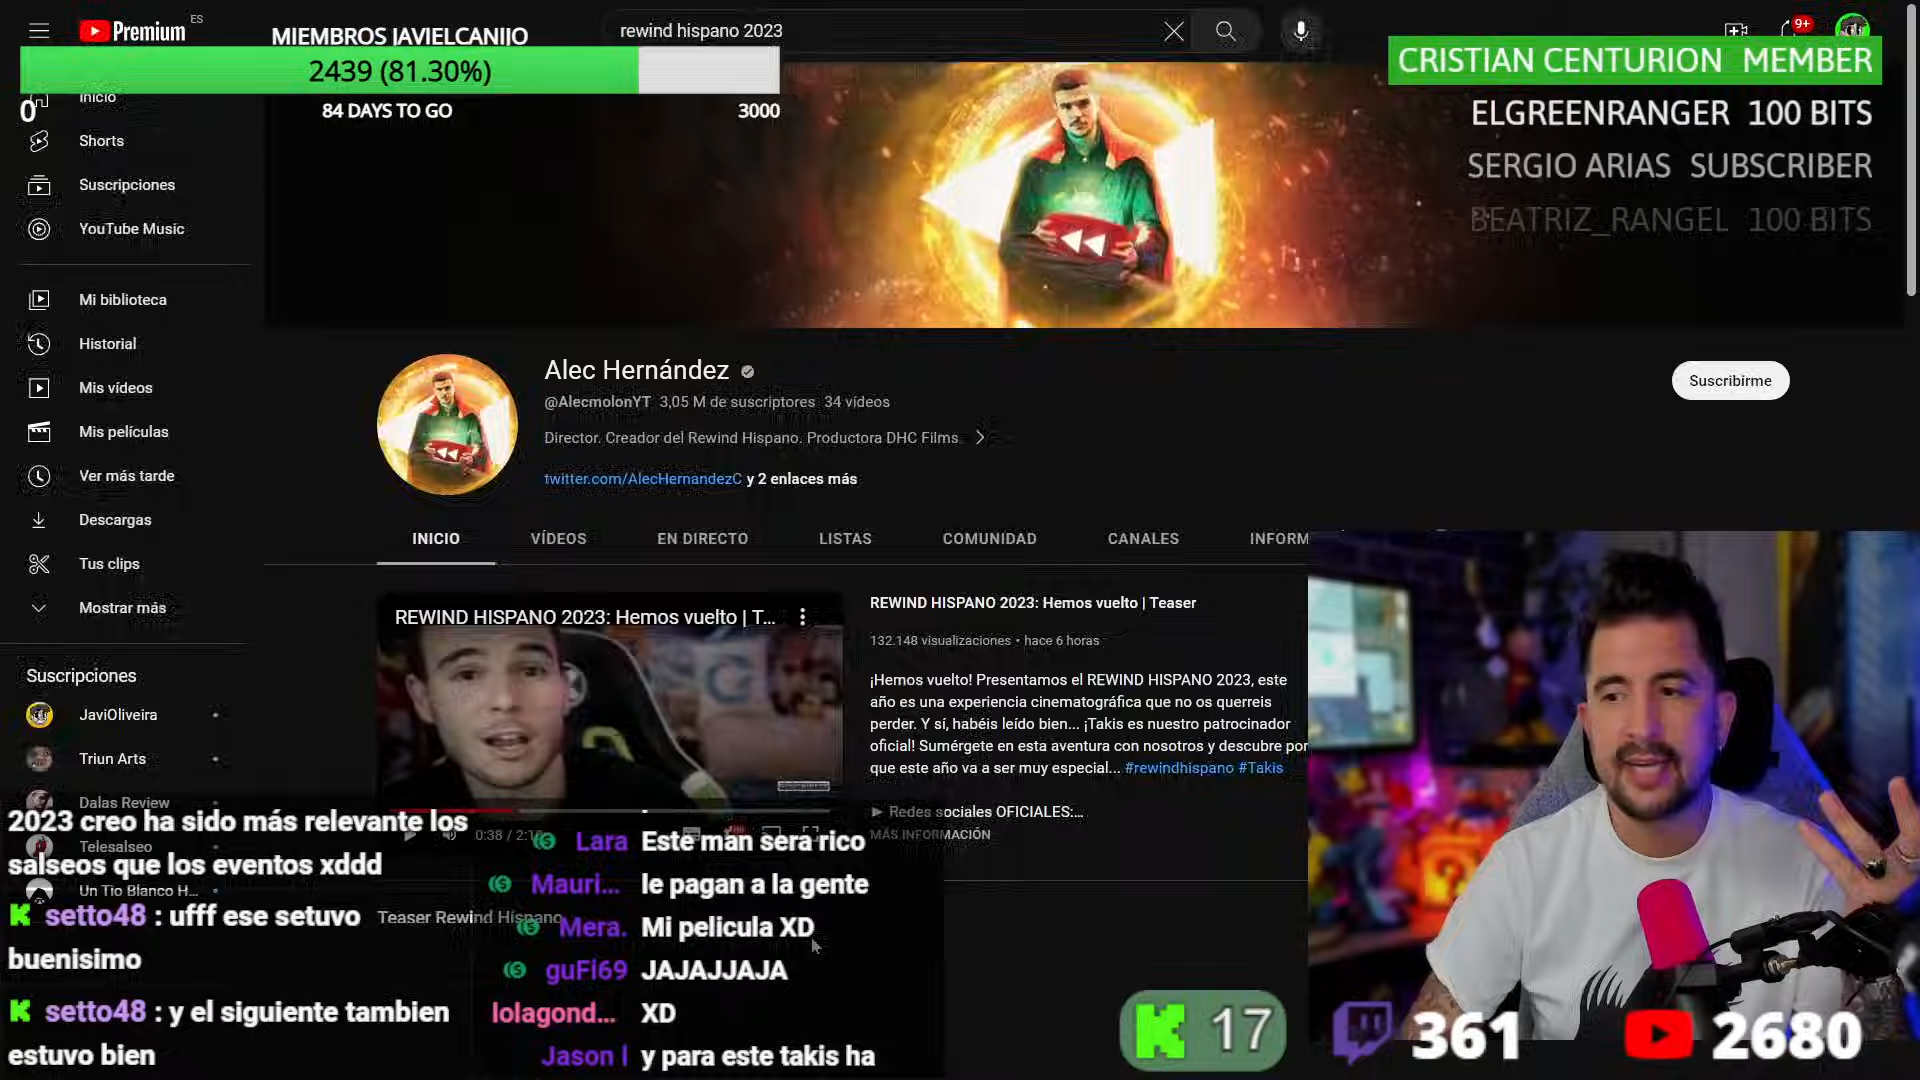 Premium ES
MIEMBROS JAVIELCANIJO
rewind hispano 2023
9+
2439 (81.30%)
84 DAYS TO GO
3000
0
CRISTIAN CENTURION MEMBER
ELGREENRANGER 100 BITS
SERGIO ARIAS SUBSCRIBER
BEATRIZ_RANGEL 100 BITS
Inicio
Shorts
Suscripciones
YouTube Music
Mi biblioteca
Historial
Mis vídeos
Mis películas
Ver más tarde
Descargas
Tus clips
Mostrar más
Suscripciones
JaviOliveira
Triun Arts
Dalas Review
Telesalseo
Un Tio Blanco H...
Alec Hernández
@AlecmolonYT 3,05 M de suscriptores 34 vídeos
Director. Creador del Rewind Hispano. Productora DHC Films.
twitter.com/AlecHernandezC y 2 enlaces más
Suscribirme
INICIO
VÍDEOS
EN DIRECTO
LISTAS
COMUNIDAD
CANALES
INFORM
REWIND HISPANO 2023: Hemos vuelto | T...
REWIND HISPANO 2023: Hemos vuelto | Teaser
132.148 visualizaciones • hace 6 horas
¡Hemos vuelto! Presentamos el REWIND HISPANO 2023, este
año es una experiencia cinematográfica que no os querreis
perder. Y sí, habéis leído bien... ¡Takis es nuestro patrocinador
oficial! Sumérgete en esta aventura con nosotros y descubre por
que este año va a ser muy especial... #rewindhispano #Takis
► Redes sociales OFICIALES:...
MÁS INFORMACIÓN
Teaser Rewind Hispano
2023 creo ha sido más relevante los
salseos que los eventos xddd
setto48 : ufff ese setuvo
buenisimo
setto48 : y el siguiente tambien
estuvo bien
Lara Este man sera rico
Mauri... le pagan a la gente
Mera. Mi pelicula XD
guFi69 JAJAJJAJA
lolagond... XD
Jason l y para este takis ha
K 17
361
2680